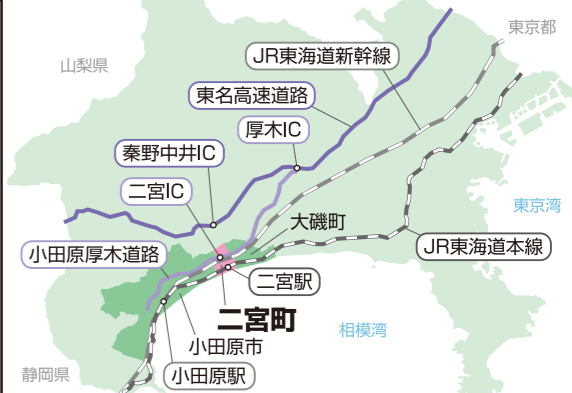 東京都
JR東海道新幹線
山梨県
東名高速道路
厚木IC
秦野中井IC
二宮IC
東京湾
大磯町
JR東海道本線
小田原厚木道路
二宮駅
二宮町
相模湾
小田原市
静岡県
小田原駅